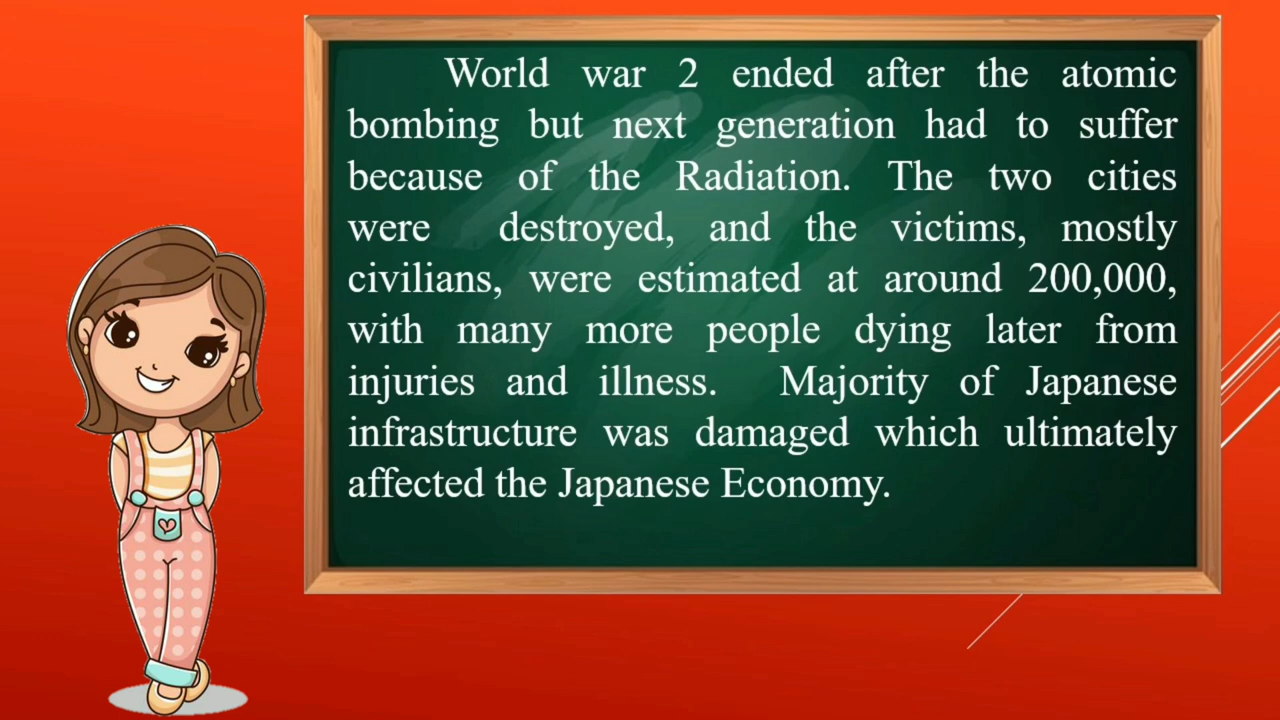 World war 2 ended after the atomic
bombing but next generation had to suffer
because of the Radiation. The two cities
were destroyed, and the victims, mostly
civilians, were estimated at around 200,000,
with many more people dying later from
injuries and illness. Majority of Japanese
infrastructure was damaged which ultimately
affected the Japanese Economy.